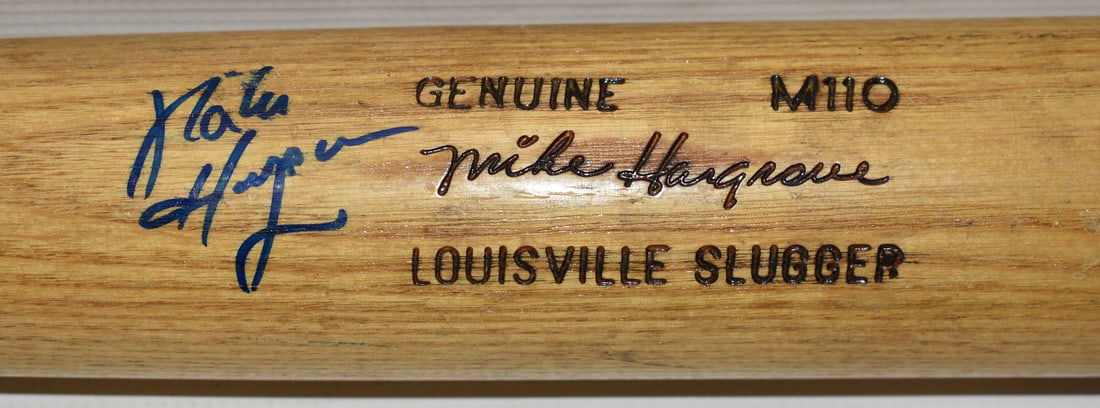 GENUINE M110
Mike Hargrove
LOUISVILLE SLUGGER